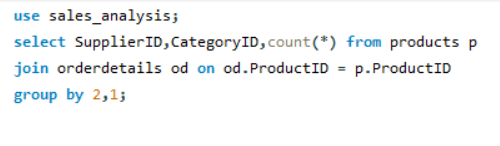 use sales_analysis;
select SupplierID,CategoryID,count(*) from products p
join orderdetails od on od.ProductID = p.ProductID
group by 2,1;